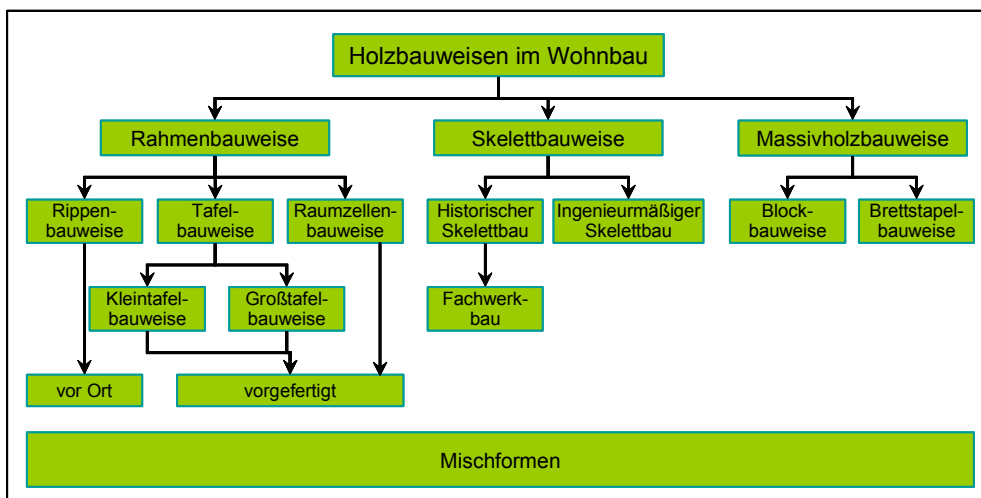 Holzbauweisen im Wohnbau
Rahmenbauweise
Skelettbauweise
Massivholzbauweise
Rippen-
bauweise
Tafel-
bauweise
Raumzellen-
bauweise
Historischer
Skelettbau
Ingenieurmäßiger
Skelettbau
Block-
bauweise
Brettstapel-
bauweise
Kleintafel-
bauweise
Großtafel-
bauweise
Fachwerk-
bau
vor Ort
vorgefertigt
Mischformen